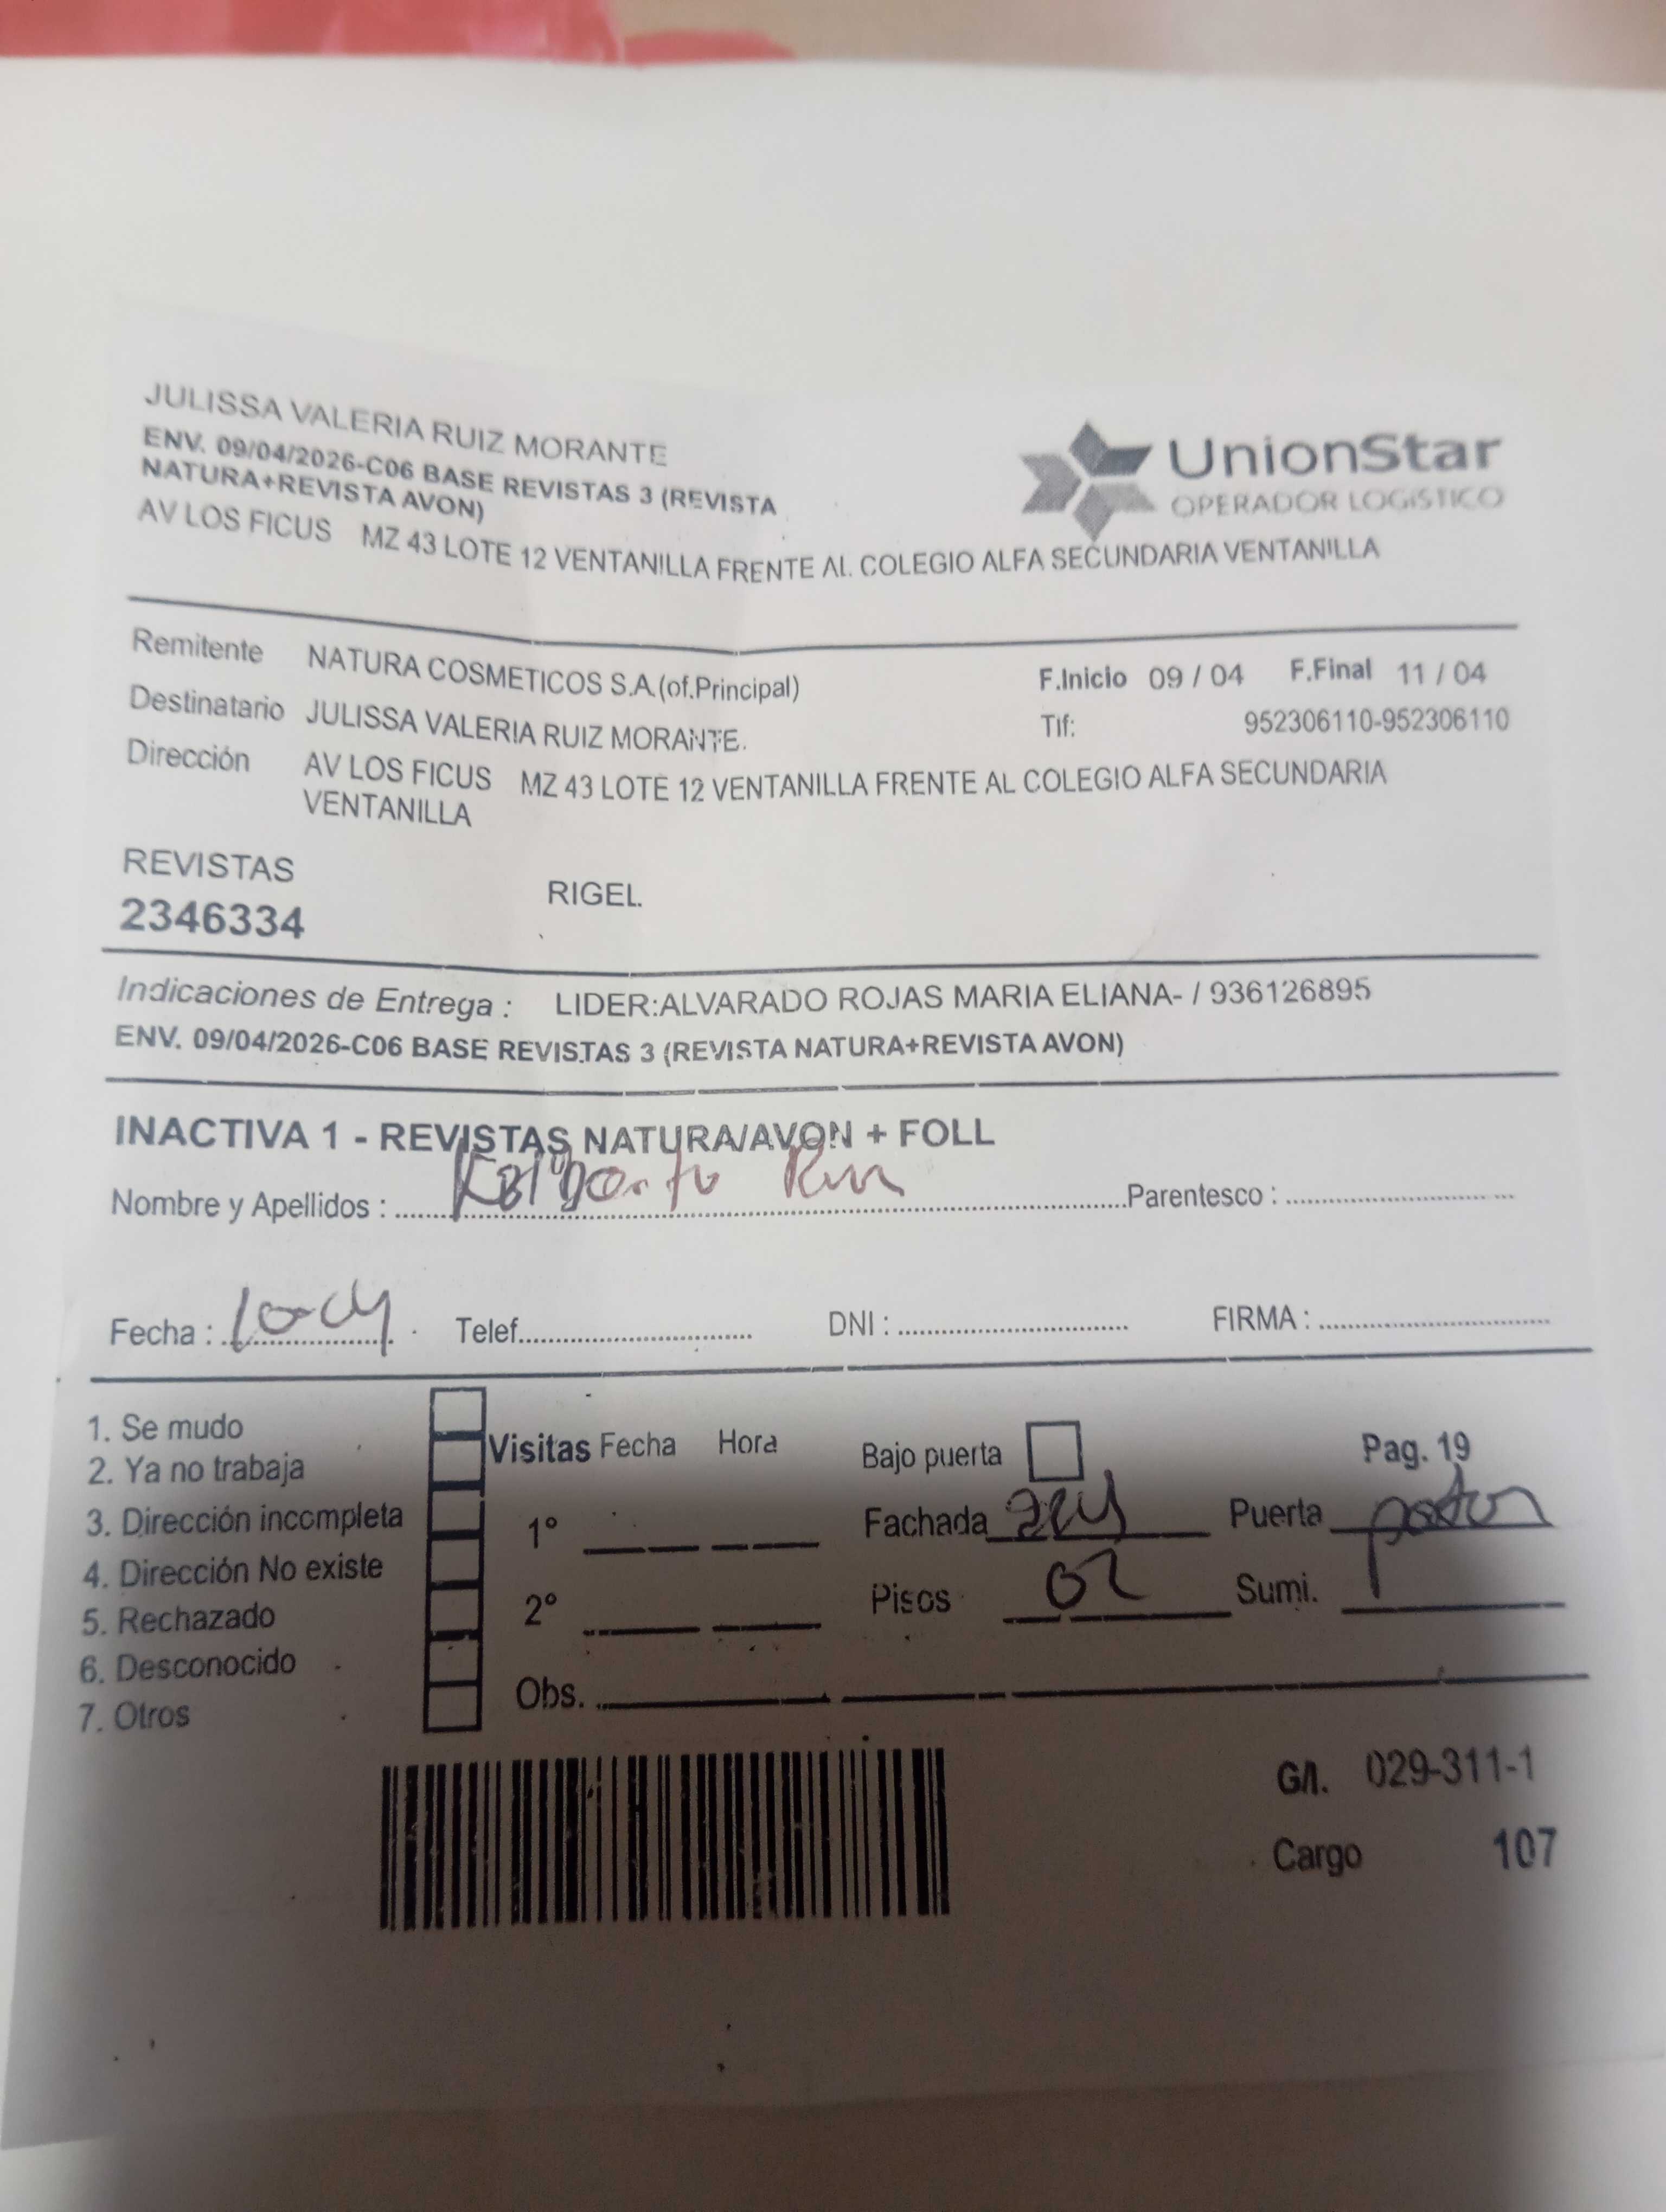 JULISSA VALERIA RUIZ MORANTE
ENV. 09/04/2026-C06 BASE REVISTAS 3 (REVISTA
NATURA+REVISTA AVON)
AV LOS FICUS MZ 43 LOTE 12 VENTANILLA FRENTE AL COLEGIO ALFA SECUNDARIA VENTANILLA
UnionStar
OPERADOR LOGíSTICO
Remitente NATURA COSMETICOS S.A.(of.Principal)
F.Inicio 09 / 04 F.Final 11 / 04
Destinatario JULISSA VALERIA RUIZ MORANTE.
Tlf: 952306110-952306110
Dirección AV LOS FICUS MZ 43 LOTE 12 VENTANILLA FRENTE AL COLEGIO ALFA SECUNDARIA
VENTANILLA
REVISTAS
2346334
RIGEL.
Indicaciones de Entrega : LIDER:ALVARADO ROJAS MARIA ELIANA- / 936126895
ENV. 09/04/2026-C06 BASE REVISTAS 3 (REVISTA NATURA+REVISTA AVON)
INACTIVA 1 - REVISTAS NATURA/AVON + FOLL
Nombre y Apellidos : Parentesco :
Fecha : 10-04 Telef. DNI : FIRMA :
1. Se mudo
2. Ya no trabaja
3. Dirección incompleta
4. Dirección No existe
5. Rechazado
6. Desconocido
7. Otros
Visitas Fecha Hora
1°
2°
Obs.
Bajo puerta
Pag. 19
Fachada Puerta
Pisos 02 Sumi.
G/I. 029-311-1
Cargo 107